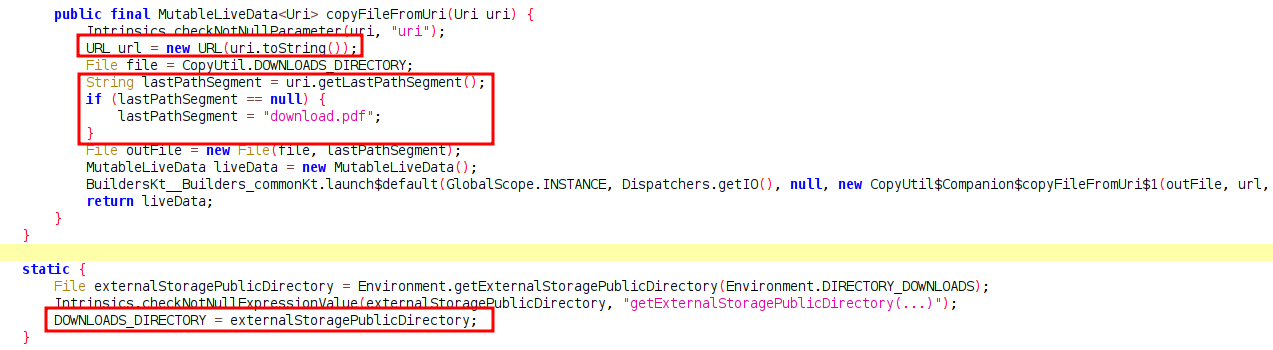 public final MutableLiveData<Uri> copyFileFromUri(Uri uri) {
Intrinsics.checkNotNullParameter(uri, "uri");
URL url = new URL(uri.toString());
File file = CopyUtil.DOWNLOADS_DIRECTORY;
String lastPathSegment = uri.getLastPathSegment();
if (lastPathSegment == null) {
lastPathSegment = "download.pdf";
}
File outFile = new File(file, lastPathSegment);
MutableLiveData liveData = new MutableLiveData();
BuildersKt__Builders_commonKt.launch$default(GlobalScope.INSTANCE, Dispatchers.getIO(), null, new CopyUtil$Companion$copyFileFromUri$1(outFile, url,
return liveData;
}
}
static {
File externalStoragePublicDirectory = Environment.getExternalStoragePublicDirectory(Environment.DIRECTORY_DOWNLOADS);
Intrinsics.checkNotNullExpressionValue(externalStoragePublicDirectory, "getExternalStoragePublicDirectory(...)");
DOWNLOADS_DIRECTORY = externalStoragePublicDirectory;
}